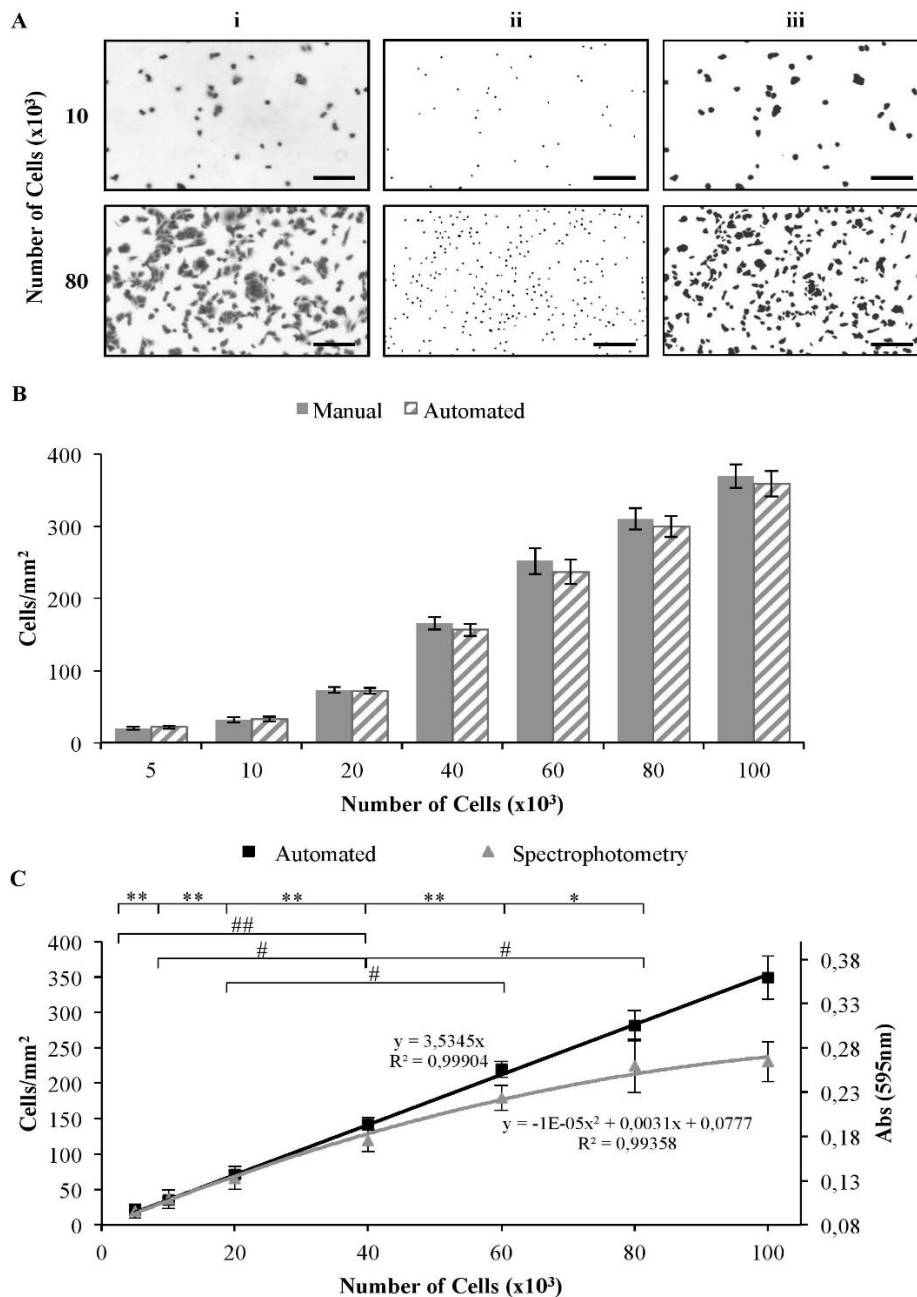 A
i
ii
iii
Number of Cells (x10³)
10
80
B
Manual
Automated
Cells/mm²
400
300
200
100
0
5
10
20
40
60
80
100
Number of Cells (x10³)
Automated
Spectrophotometry
C
** ** ** ** *
##
# #
#
Cells/mm²
400
350
300
250
200
150
100
50
0
y = 3,5345x
R² = 0,99904
y = -1E-05x² + 0,0031x + 0,0777
R² = 0,99358
0,38
0,33
0,28
0,23
0,18
0,13
0,08
Abs (595nm)
0
20
40
60
80
100
Number of Cells (x10³)